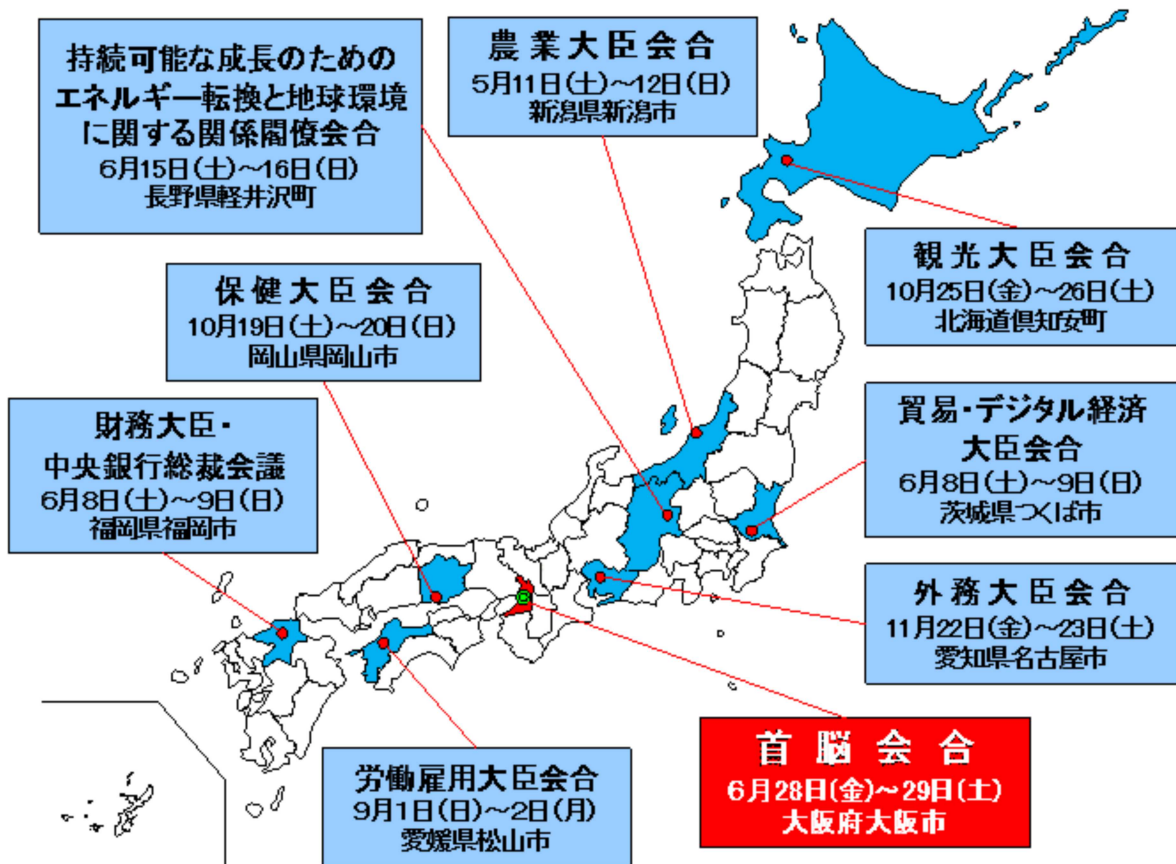 持続可能な成長のための
エネルギー転換と地球環境
に関する関係閣僚会合
6月15日(土)～16日(日)
長野県軽井沢町
農業大臣会合
5月11日(土)～12日(日)
新潟県新潟市
観光大臣会合
10月25日(金)～26日(土)
北海道倶知安町
保健大臣会合
10月19日(土)～20日(日)
岡山県岡山市
財務大臣・
中央銀行総裁会議
6月8日(土)～9日(日)
福岡県福岡市
貿易・デジタル経済
大臣会合
6月8日(土)～9日(日)
茨城県つくば市
外務大臣会合
11月22日(金)～23日(土)
愛知県名古屋市
首脳会合
6月28日(金)～29日(土)
大阪府大阪市
労働雇用大臣会合
9月1日(日)～2日(月)
愛媛県松山市